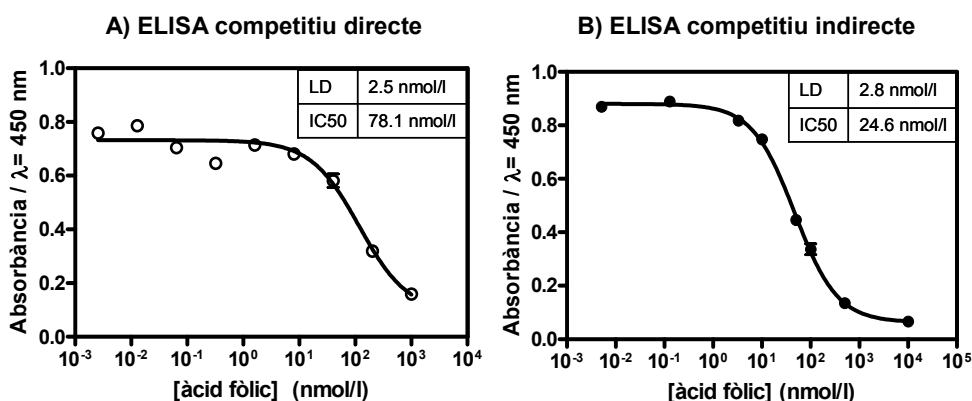 A) ELISA competitiu directe
Absorbància / λ= 450 nm
1.0
0.8
0.6
0.4
0.2
0.0
LD 2.5 nmol/l
IC50 78.1 nmol/l
10⁻³ 10⁻² 10⁻¹ 10⁰ 10¹ 10² 10³ 10⁴
[àcid fòlic] (nmol/l)
B) ELISA competitiu indirecte
Absorbància / λ= 450 nm
1.0
0.8
0.6
0.4
0.2
0.0
LD 2.8 nmol/l
IC50 24.6 nmol/l
10⁻³ 10⁻² 10⁻¹ 10⁰ 10¹ 10² 10³ 10⁴ 10⁵
[àcid fòlic] (nmol/l)